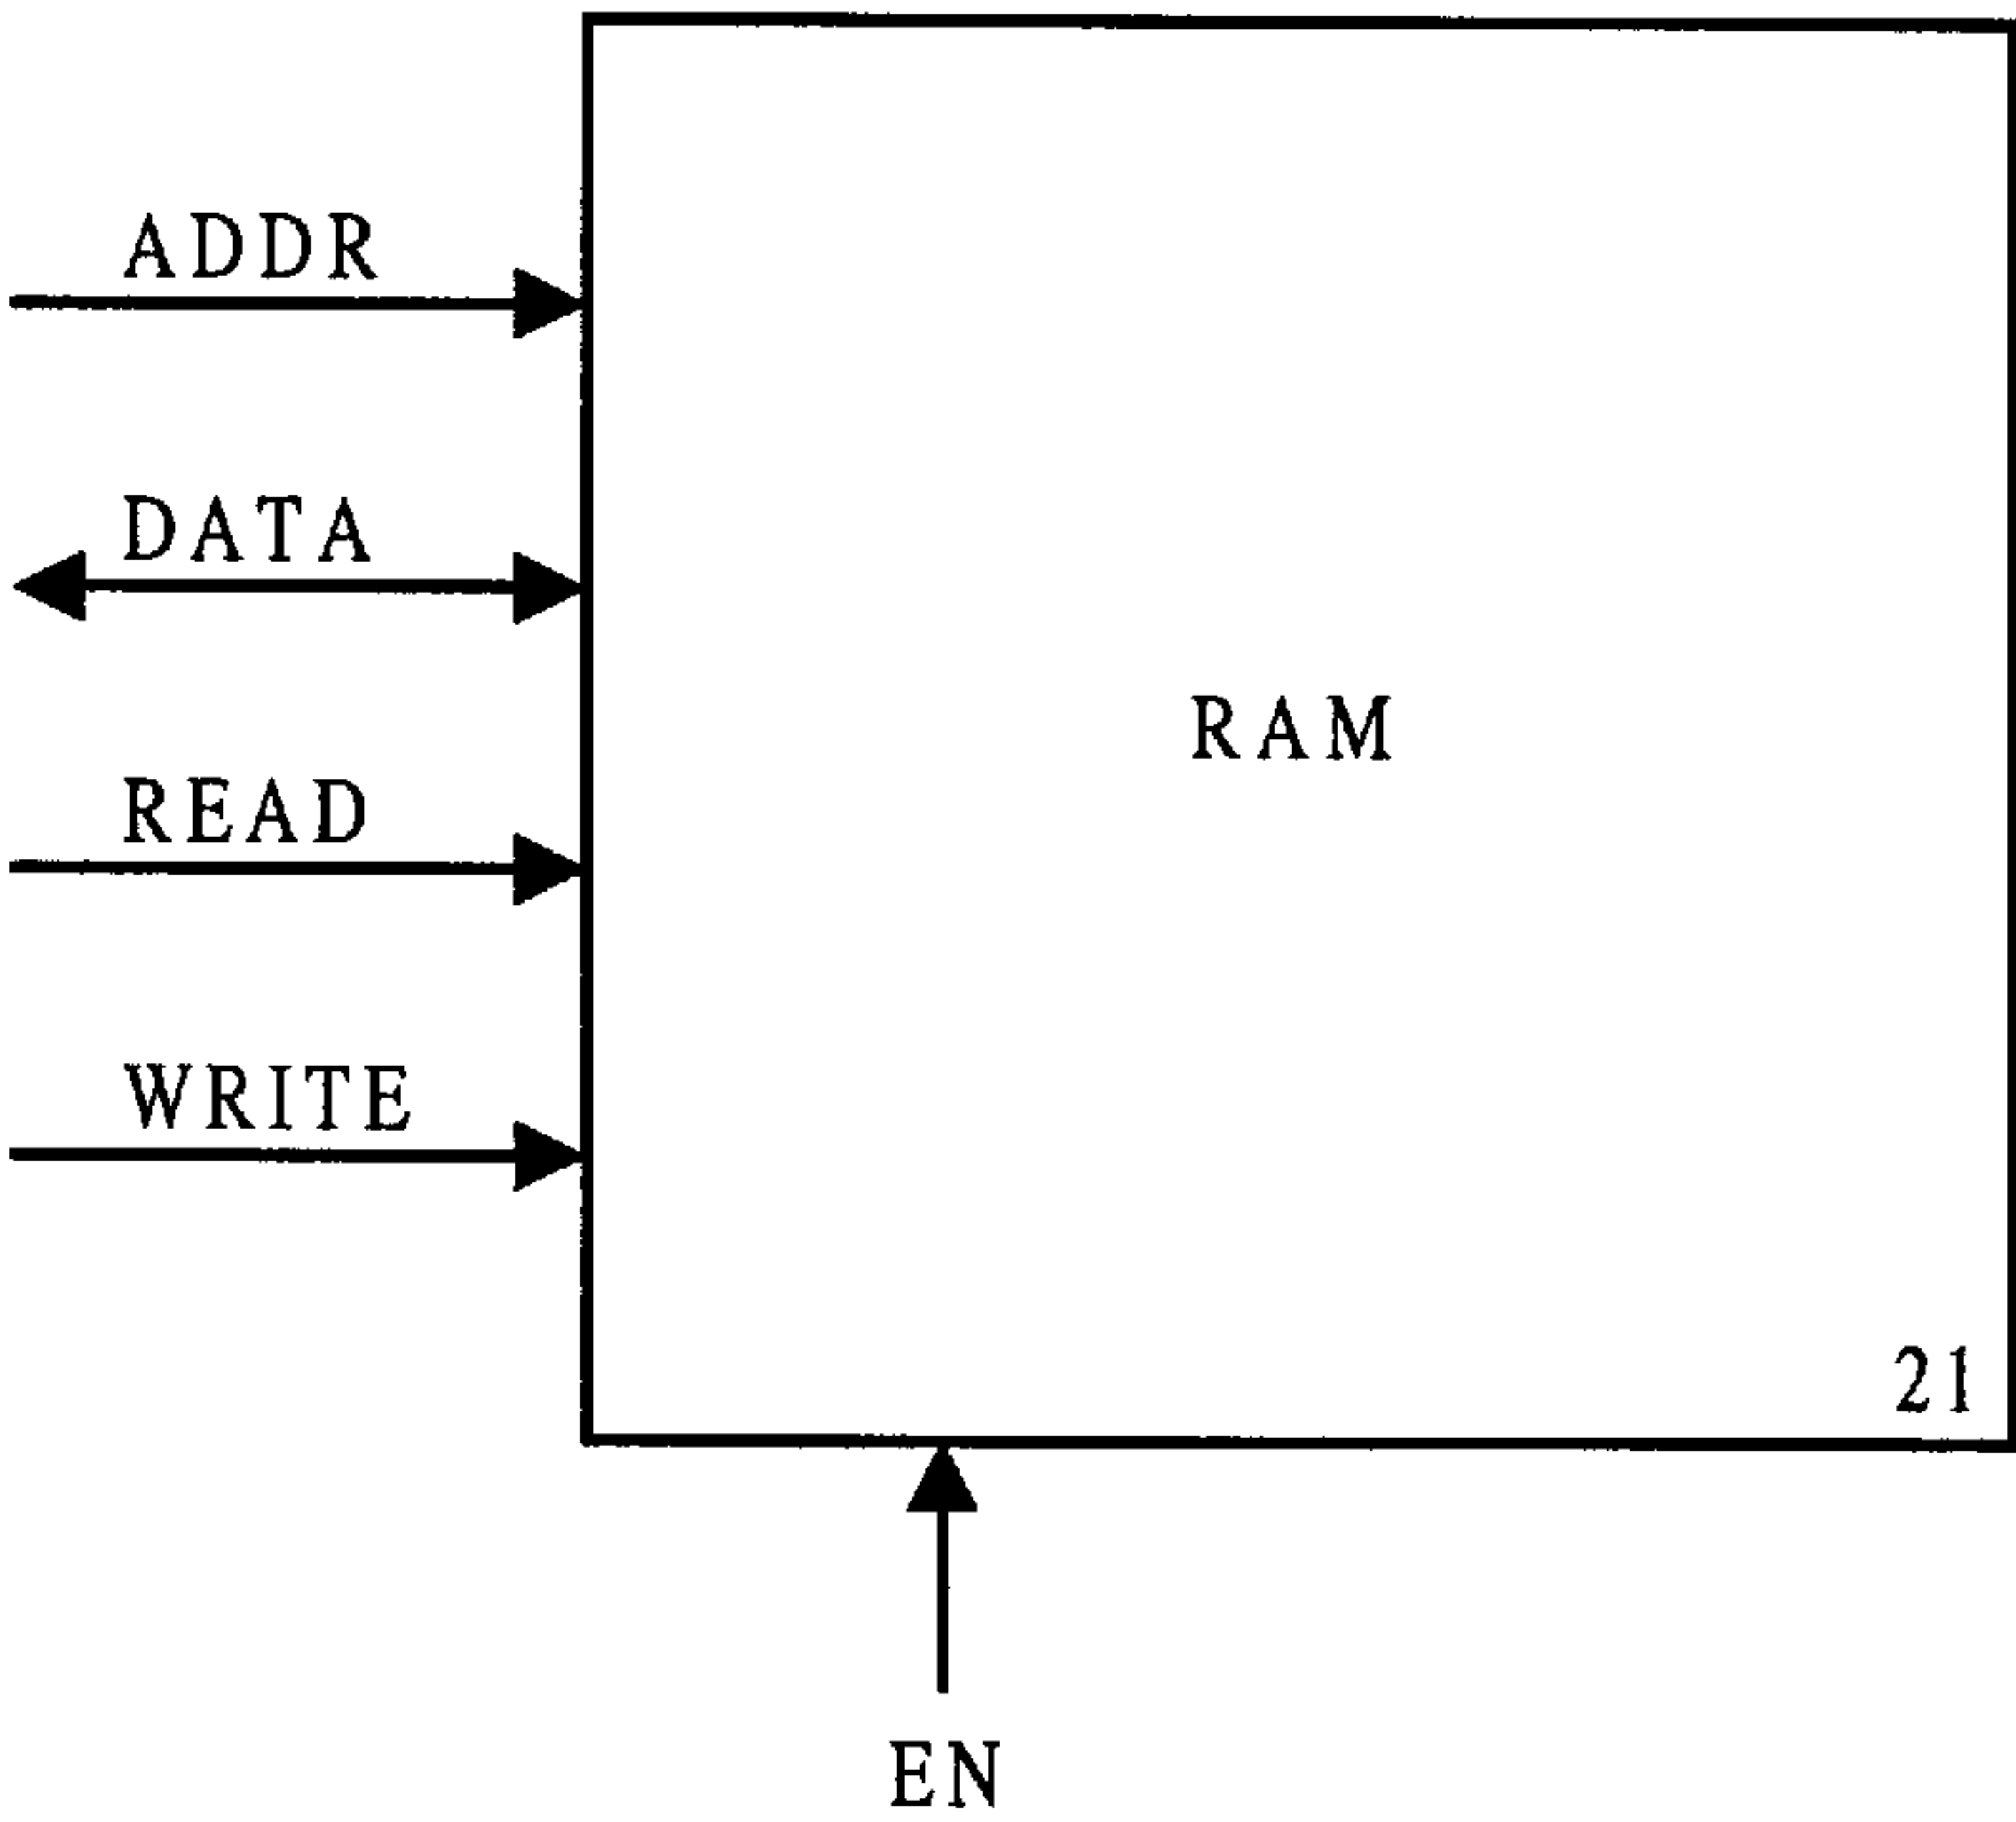 ADDR
DATA
RAM
READ
WRITE
21
EN